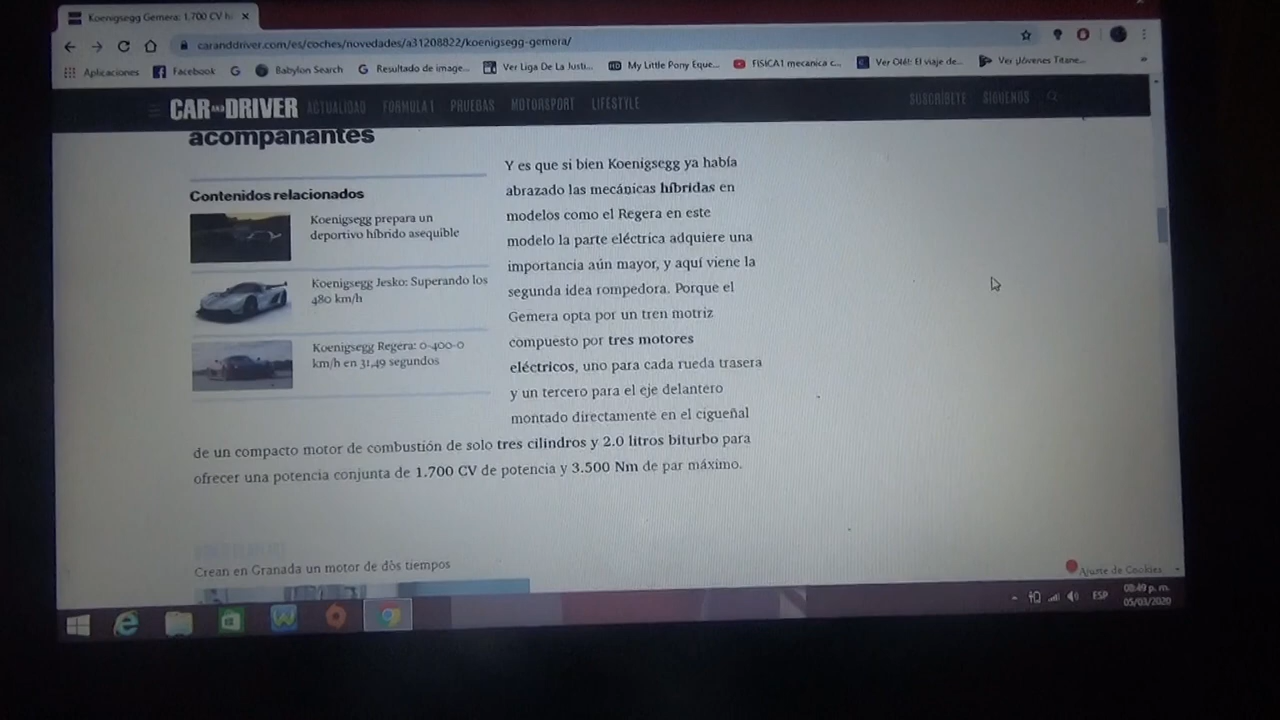 Koenigsegg Gemera: 1.700 CV h
caranddriver.com/es/coches/novedades/a31208822/koenigsegg-gemera/
Aplicaciones Facebook Babylon Search Resultado de image... Ver Liga De La Justi... My Little Pony Eque... FISICA1 mecanica c... Ver Olé!: El viaje de... Ver Jóvenes Titane...
CAR AND DRIVER ACTUALIDAD FORMULA 1 PRUEBAS MOTORSPORT LIFESTYLE SUSCRÍBETE SÍGUENOS
acompañantes
Contenidos relacionados
Koenigsegg prepara un
deportivo híbrido asequible
Koenigsegg Jesko: Superando los
480 km/h
Koenigsegg Regera: 0-400-0
km/h en 31,49 segundos
Y es que si bien Koenigsegg ya había
abrazado las mecánicas híbridas en
modelos como el Regera en este
modelo la parte eléctrica adquiere una
importancia aún mayor, y aquí viene la
segunda idea rompedora. Porque el
Gemera opta por un tren motriz
compuesto por tres motores
eléctricos, uno para cada rueda trasera
y un tercero para el eje delantero
montado directamente en el cigueñal
de un compacto motor de combustión de solo tres cilindros y 2.0 litros biturbo para
ofrecer una potencia conjunta de 1.700 CV de potencia y 3.500 Nm de par máximo.
Crean en Granada un motor de dos tiempos
Ajuste de Cookies
ESP
08:49 p. m.
05/03/2020